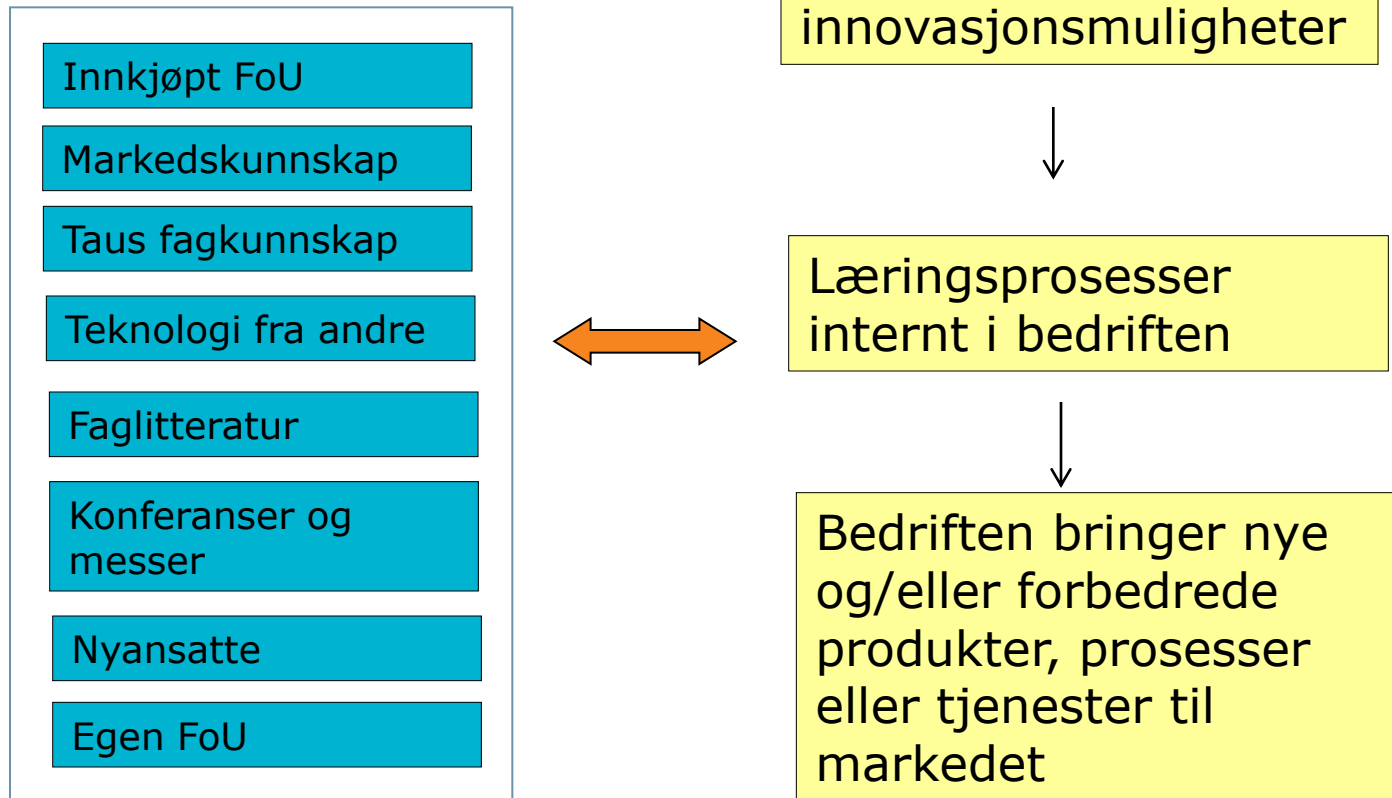 Innkjøpt FoU
Markedskunnskap
Taus fagkunnskap
Teknologi fra andre
Faglitteratur
Konferanser og
messer
Nyansatte
Egen FoU
innovasjonsmuligheter
Læringsprosesser
internt i bedriften
Bedriften bringer nye
og/eller forbedrede
produkter, prosesser
eller tjenester til
markedet